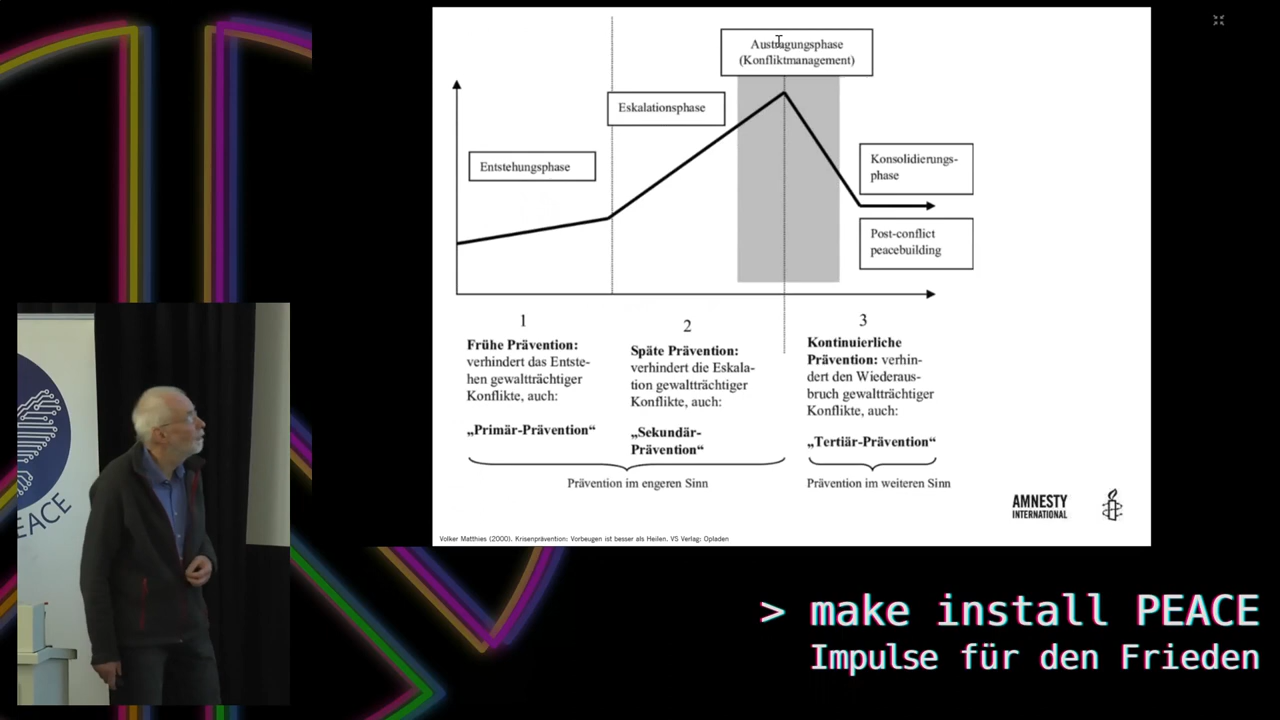 Austragungsphase
(Konfliktmanagement)
Eskalationsphase
Entstehungsphase
Konsolidierungs-
phase
Post-conflict
peacebuilding
1
Frühe Prävention:
verhindert das Entste-
hen gewaltträchtiger
Konflikte, auch:
„Primär-Prävention“
2
Späte Prävention:
verhindert die Eskala-
tion gewaltträchtiger
Konflikte, auch:
„Sekundär-
Prävention“
3
Kontinuierliche
Prävention: verhin-
dert den Wiederaus-
bruch gewaltträchtiger
Konflikte, auch:
„Tertiär-Prävention“
Prävention im engeren Sinn
Prävention im weiteren Sinn
AMNESTY
INTERNATIONAL
Volker Matthies (2000). Krisenprävention: Vorbeugen ist besser als Heilen. VS Verlag: Opladen
EACE
> make install PEACE
Impulse für den Frieden